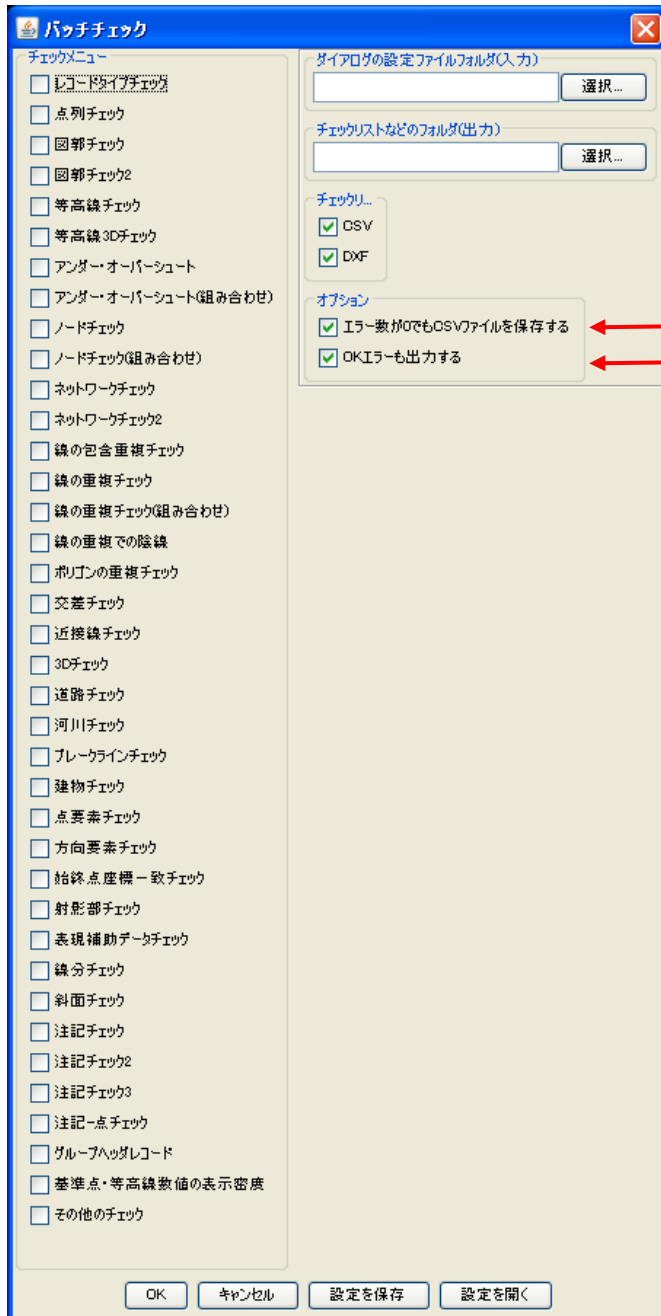 バッチチェック
チェックメニュー
レコードタイプチェック
点列チェック
図郭チェック
図郭チェック2
等高線チェック
等高線3Dチェック
アンダー・オーバーシュート
アンダー・オーバーシュート(組み合わせ)
ノードチェック
ノードチェック(組み合わせ)
ネットワークチェック
ネットワークチェック2
線の包含重複チェック
線の重複チェック
線の重複チェック(組み合わせ)
線の重複での陰線
ポリゴンの重複チェック
交差チェック
近接線チェック
3Dチェック
道路チェック
河川チェック
ブレークラインチェック
建物チェック
点要素チェック
方向要素チェック
始終点座標一致チェック
射影部チェック
表現補助データチェック
線分チェック
斜面チェック
注記チェック
注記チェック2
注記チェック3
注記-点チェック
グループヘッダレコード
基準点・等高線数値の表示密度
その他のチェック
ダイアログの設定ファイルフォルダ(入力)
選択...
チェックリストなどのフォルダ(出力)
選択...
チェックリ...
CSV
DXF
オプション
エラー数が0でもCSVファイルを保存する
OKエラーも出力する
OK
キャンセル
設定を保存
設定を開く